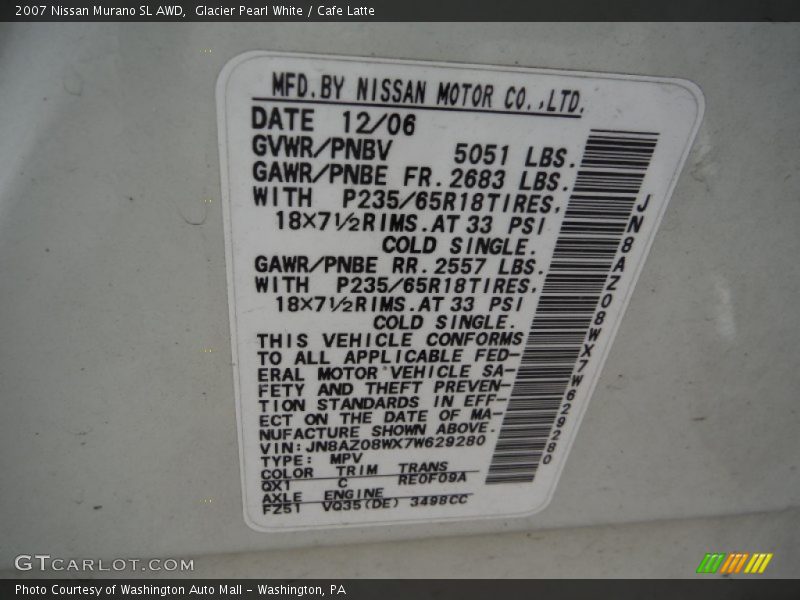 2007 Nissan Murano SL AWD,  Glacier Pearl White / Cafe Latte
MFD.BY NISSAN MOTOR CO.,LTD.
DATE 12/06
GVWR/PNBV 5051 LBS.
GAWR/PNBE FR. 2683 LBS.
WITH P235/65R18TIRES,
18X7½RIMS.AT 33 PSI
COLD SINGLE.
GAWR/PNBE RR. 2557 LBS.
WITH P235/65R18TIRES,
18X7½RIMS.AT 33 PSI
COLD SINGLE.
THIS VEHICLE CONFORMS
TO ALL APPLICABLE FED-
ERAL MOTOR VEHICLE SA-
FETY AND THEFT PREVEN-
TION STANDARDS IN EFF-
ECT ON THE DATE OF MA-
NUFACTURE SHOWN ABOVE.
VIN:JN8AZ08WX7W629280
TYPE: MPV
COLOR TRIM TRANS
QX1 C RE0F09A
AXLE ENGINE
FZ51 VQ35(DE) 3498CC
JN8AZ08WX7W629280
GTCARLOT.COM
Photo Courtesy of Washington Auto Mall - Washington, PA